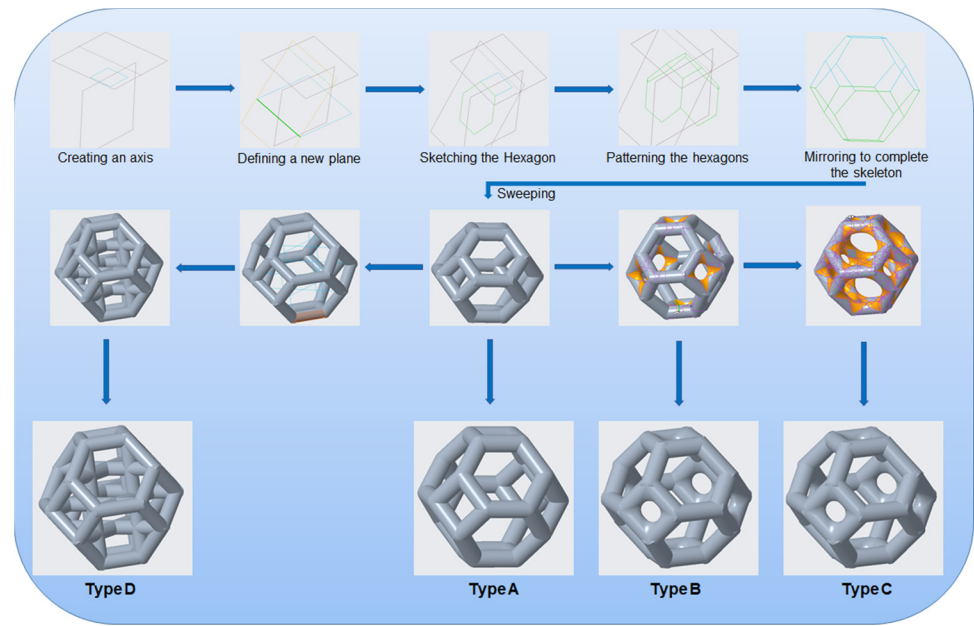 Creating an axis
Defining a new plane
Sketching the Hexagon
Patterning the hexagons
Mirroring to complete
the skeleton
Sweeping
Type D
Type A
Type B
Type C